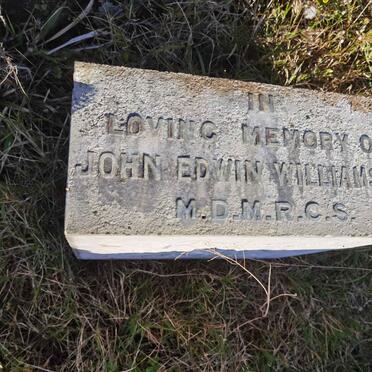 IN
LOVING MEMORY O
JOHN EDWIN WILLIAMS
M.D.M.R.C.S.